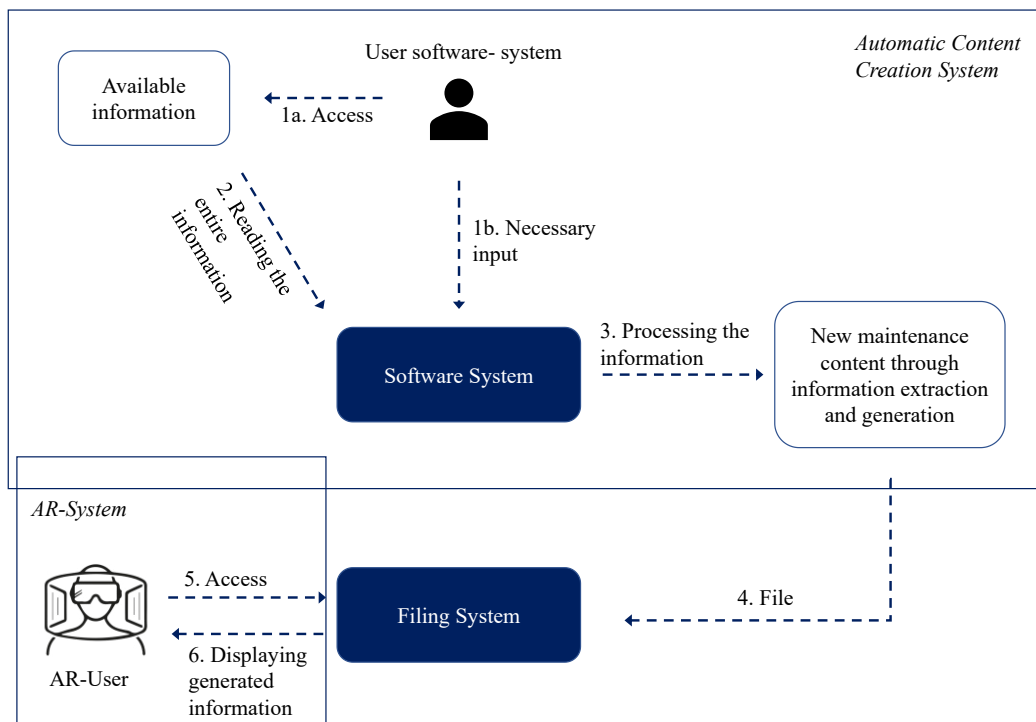 User software- system
Automatic Content
Creation System
Available
information
1a. Access
2. Reading the
entire
information
1b. Necessary
input
3. Processing the
information
Software System
New maintenance
content through
information extraction
and generation
AR-System
5. Access
Filing System
4. File
6. Displaying
generated
information
AR-User